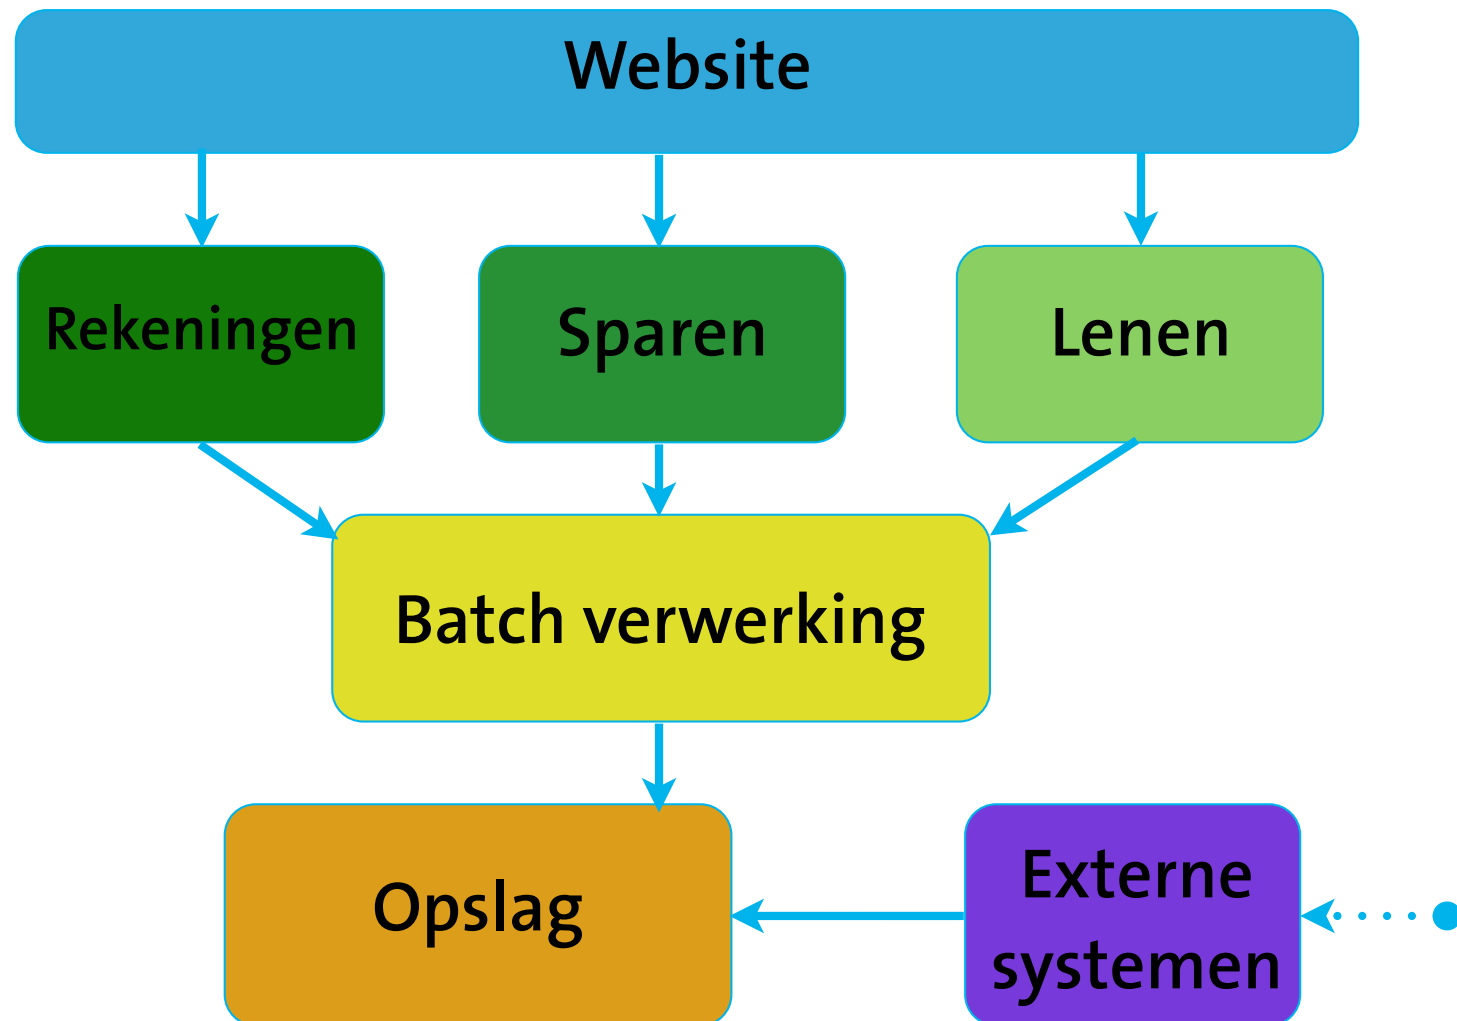 Website
Rekeningen
Sparen
Lenen
Batch verwerking
Opslag
Externe
systemen